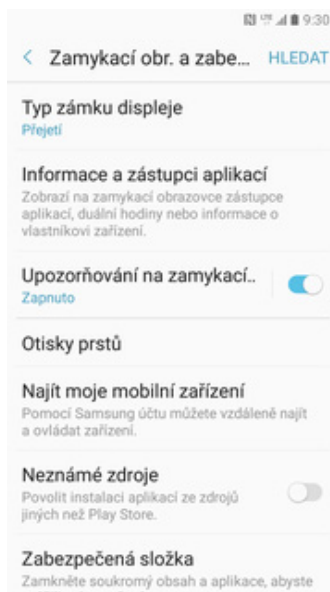 LTE 9:30
Zamykací obr. a zabe... HLEDAT
Typ zámku displeje
Přejetí
Informace a zástupci aplikací
Zobrazí na zamykací obrazovce zástupce
aplikací, duální hodiny nebo informace o
vlastníkovi zařízení.
Upozorňování na zamykací..
Zapnuto
Otisky prstů
Najít moje mobilní zařízení
Pomocí Samsung účtu můžete vzdáleně najít
a ovládat zařízení.
Neznámé zdroje
Povolit instalaci aplikací ze zdrojů
jiných než Play Store.
Zabezpečená složka
Zamkněte soukromý obsah a aplikace, abyste